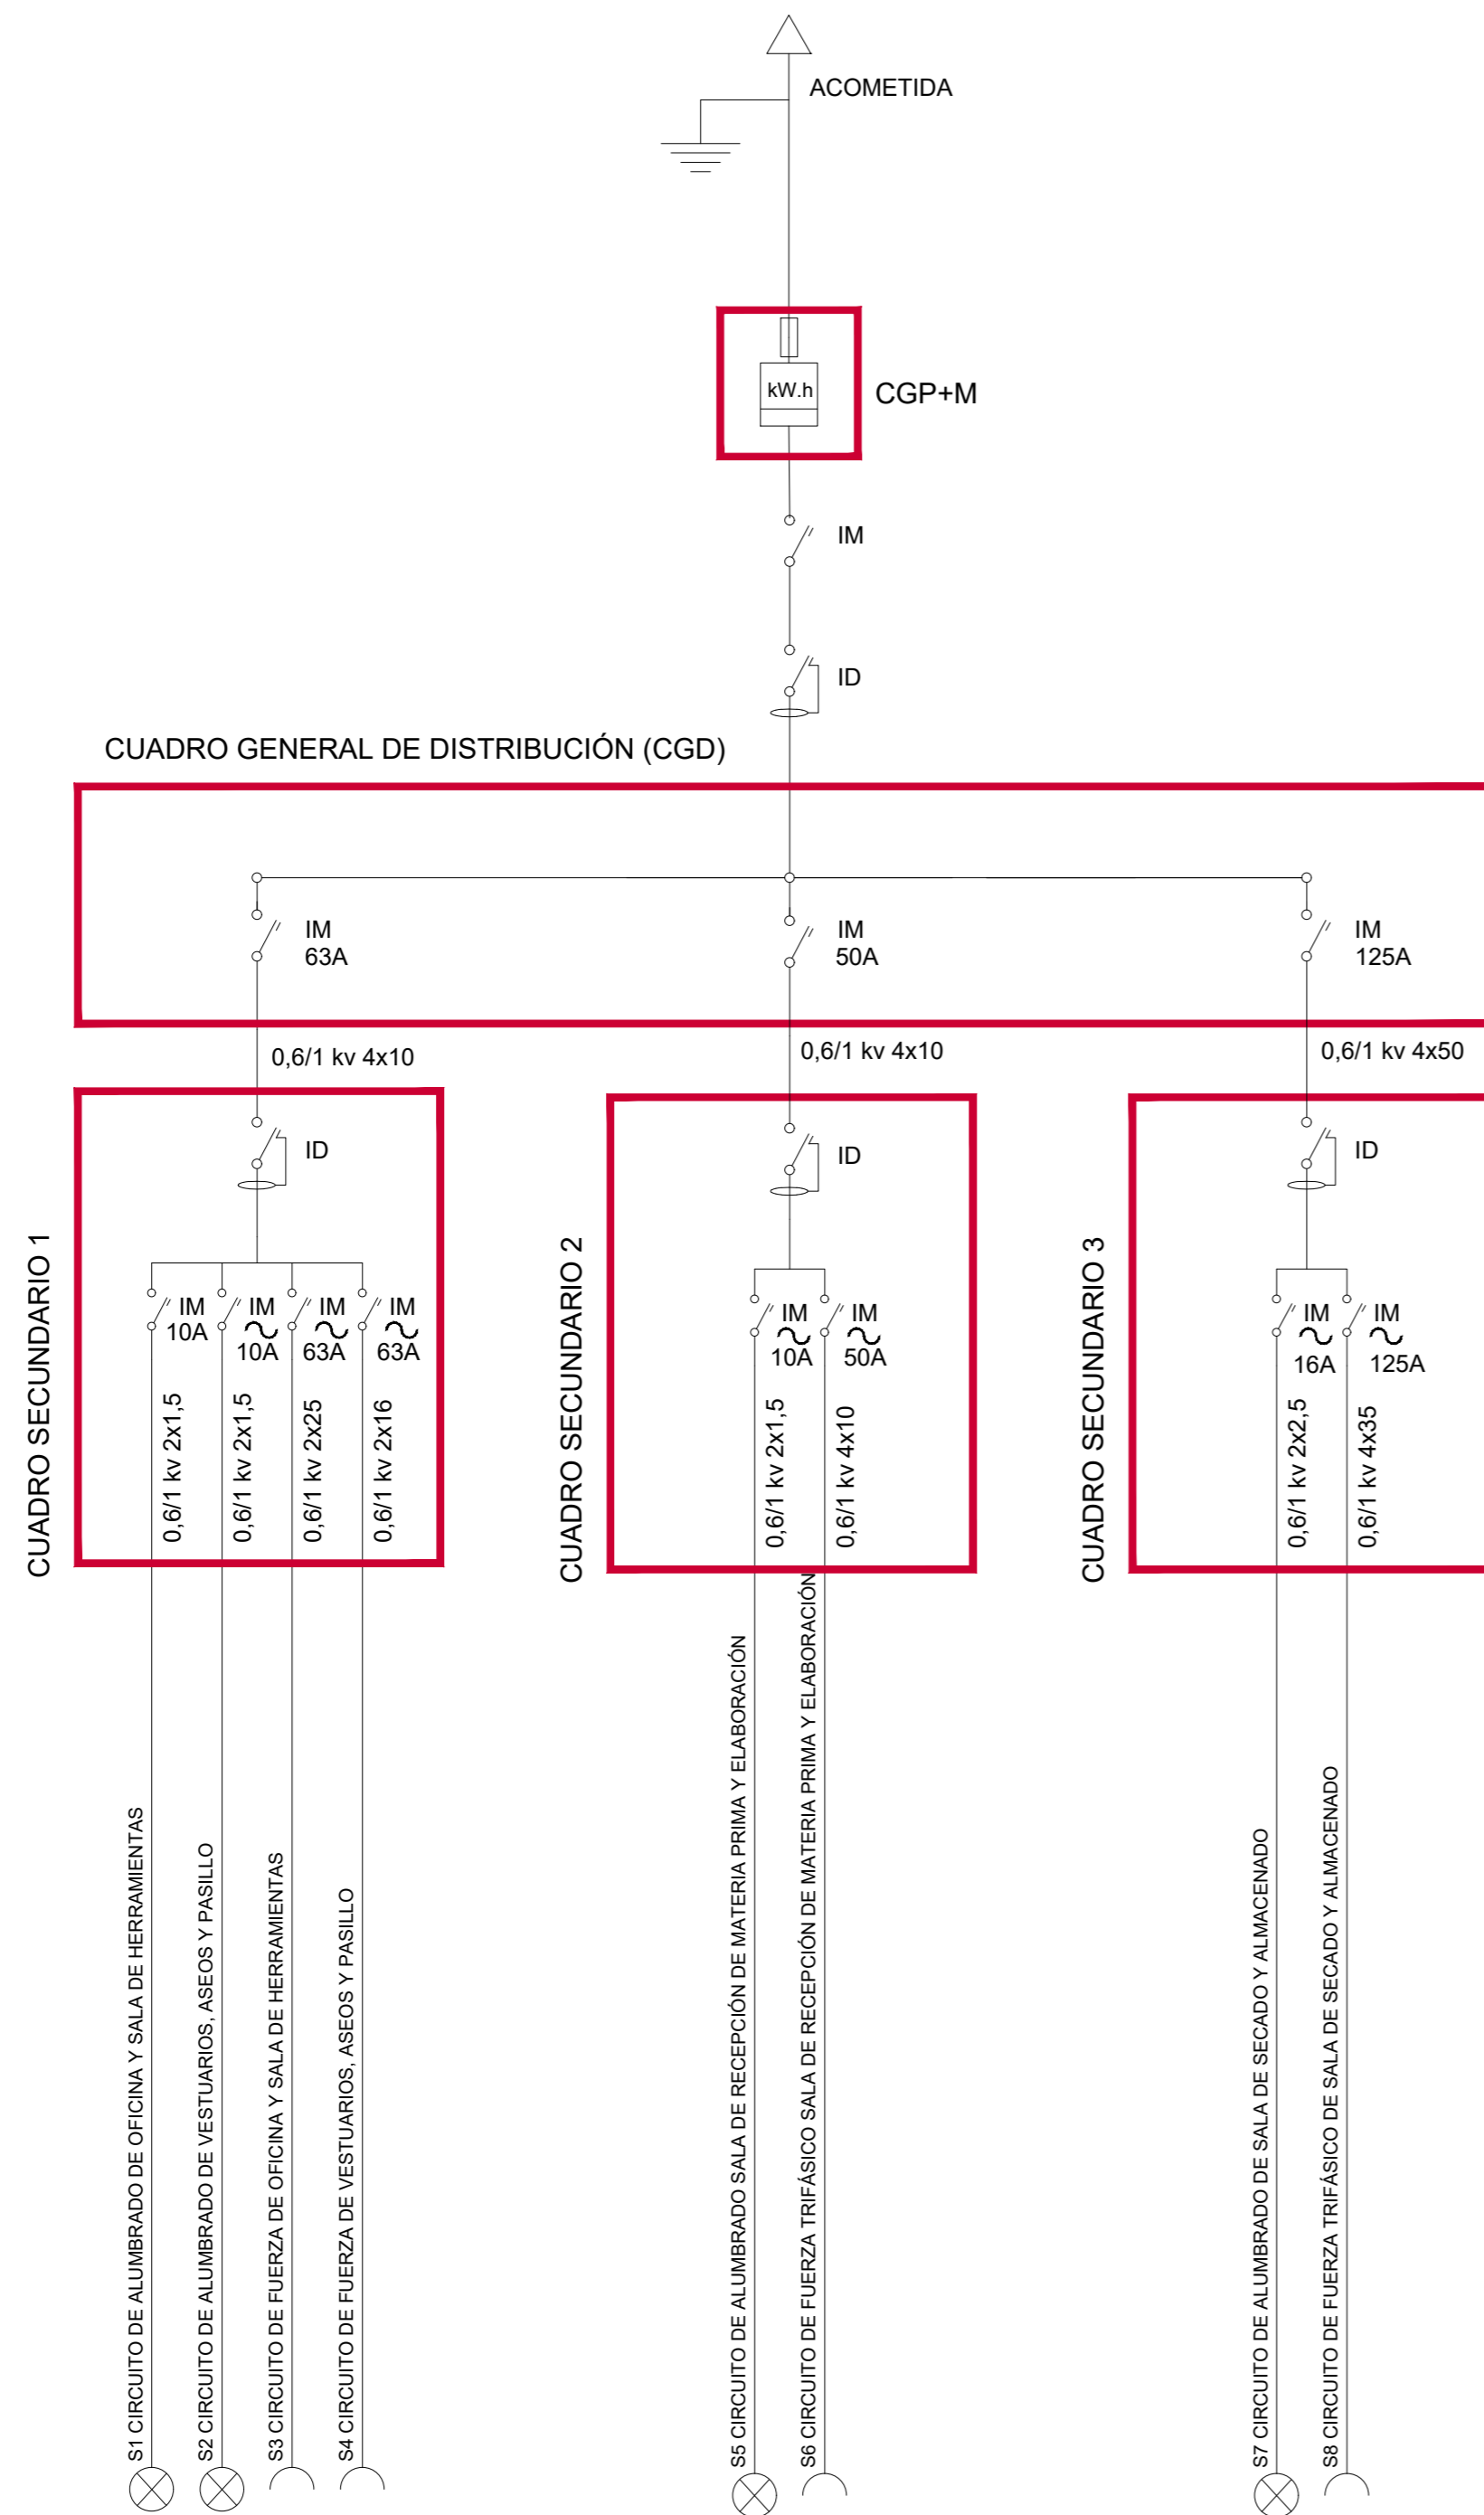 ACOMETIDA
kW.h
CGP+M
IM
ID
CUADRO GENERAL DE DISTRIBUCIÓN (CGD)
IM
63A
IM
50A
IM
125A
0,6/1 kv 4x10
0,6/1 kv 4x10
0,6/1 kv 4x50
CUADRO SECUNDARIO 1
ID
IM
10A
IM
10A
IM
63A
IM
63A
0,6/1 kv 2x1,5
0,6/1 kv 2x1,5
0,6/1 kv 2x25
0,6/1 kv 2x16
CUADRO SECUNDARIO 2
ID
IM
10A
IM
50A
0,6/1 kv 2x1,5
0,6/1 kv 4x10
CUADRO SECUNDARIO 3
ID
IM
16A
IM
125A
0,6/1 kv 2x2,5
0,6/1 kv 4x35
S1 CIRCUITO DE ALUMBRADO DE OFICINA Y SALA DE HERRAMIENTAS
S2 CIRCUITO DE ALUMBRADO DE VESTUARIOS, ASEOS Y PASILLO
S3 CIRCUITO DE FUERZA DE OFICINA Y SALA DE HERRAMIENTAS
S4 CIRCUITO DE FUERZA DE VESTUARIOS, ASEOS Y PASILLO
S5 CIRCUITO DE ALUMBRADO SALA DE RECEPCIÓN DE MATERIA PRIMA Y ELABORACIÓN
S6 CIRCUITO DE FUERZA TRIFÁSICO SALA DE RECEPCIÓN DE MATERIA PRIMA Y ELABORACIÓN
S7 CIRCUITO DE ALUMBRADO DE SALA DE SECADO Y ALMACENADO
S8 CIRCUITO DE FUERZA TRIFÁSICO DE SALA DE SECADO Y ALMACENADO